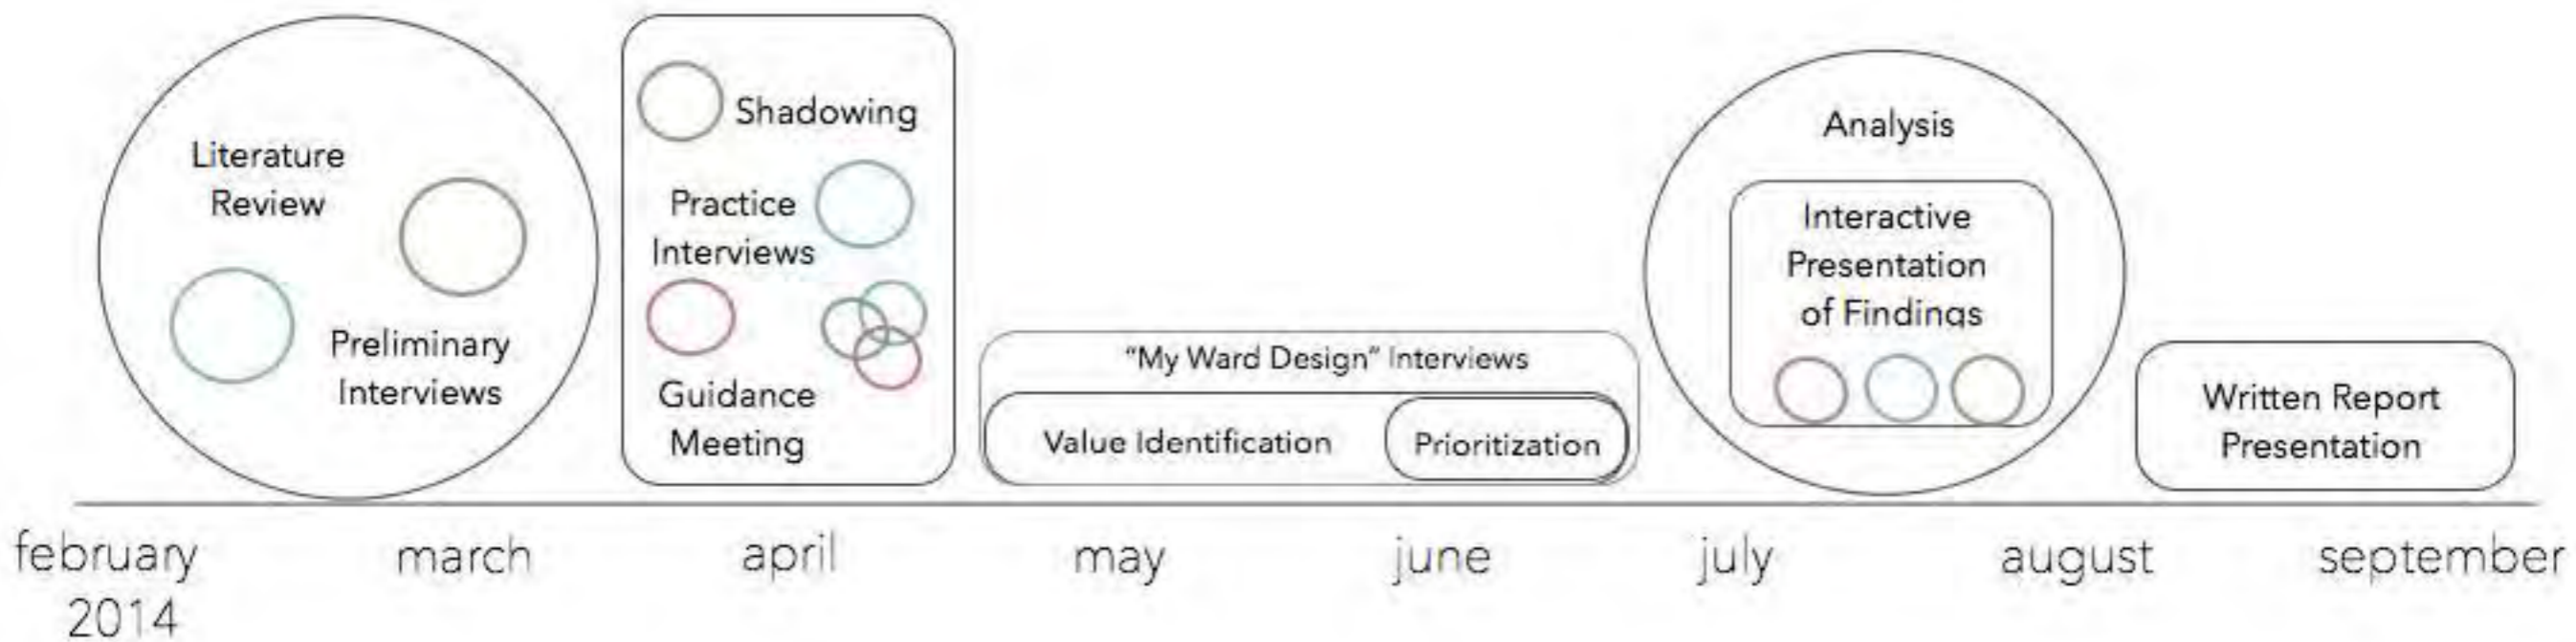 Literature
Review
Preliminary
Interviews
Shadowing
Practice
Interviews
Guidance
Meeting
"My Ward Design" Interviews
Value Identification
Prioritization
Analysis
Interactive
Presentation
of Findings
Written Report
Presentation
february
2014
march
april
may
june
july
august
september